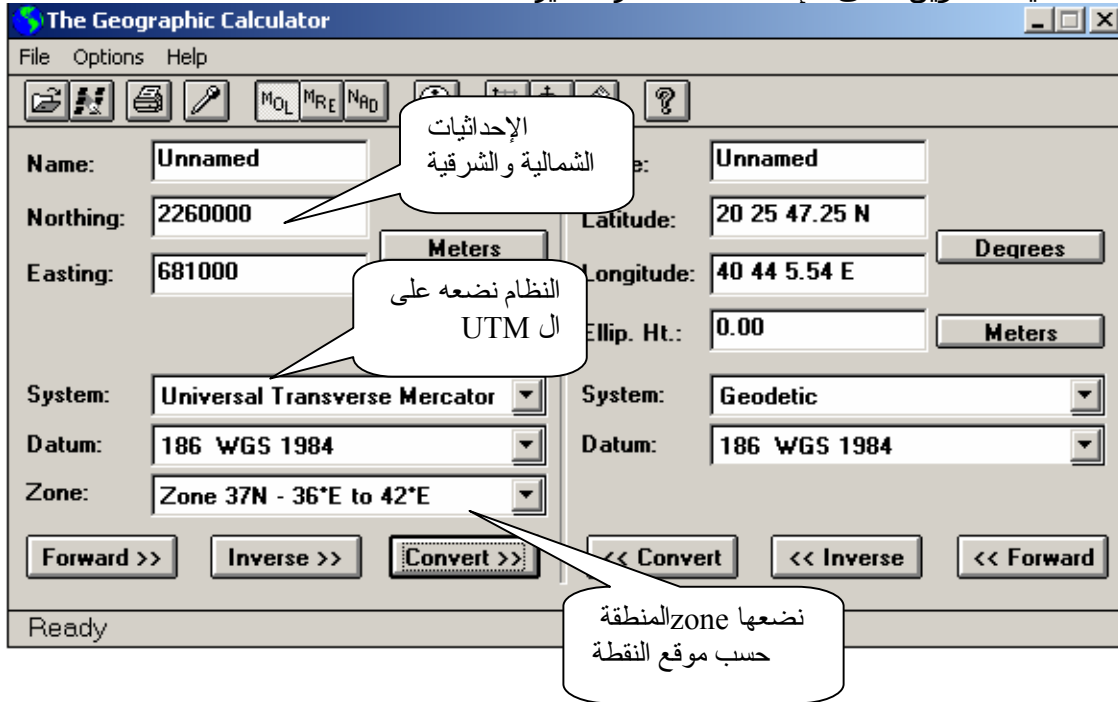 The Geographic Calculator
File Options Help
MOL MRE NAD
الإحداثيات
الشمالية والشرقية
Name: Unnamed
Northing: 2260000
Meters
Easting: 681000
النظام نضعه على
ال UTM
System: Universal Transverse Mercator
Datum: 186 WGS 1984
Zone: Zone 37N - 36°E to 42°E
Forward >> Inverse >> Convert >>
Unnamed
Latitude: 20 25 47.25 N
Degrees
Longitude: 40 44 5.54 E
Ellip. Ht.: 0.00 Meters
System: Geodetic
Datum: 186 WGS 1984
<< Convert << Inverse << Forward
نضعها zoneالمنطقة
حسب موقع النقطة
Ready